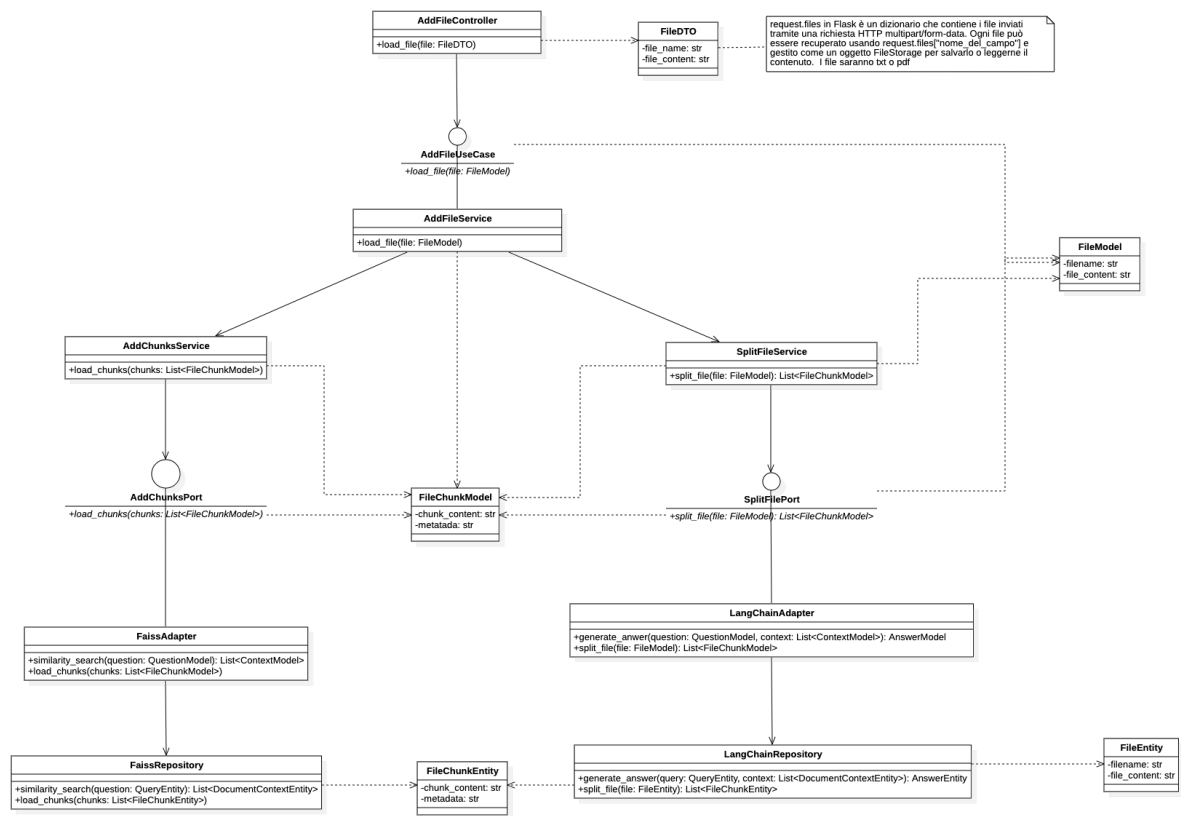 AddFileController
+load_file(file: FileDTO)
FileDTO
-file_name: str
-file_content: str
request.files in Flask è un dizionario che contiene i file inviati
tramite una richiesta HTTP multipart/form-data. Ogni file può
essere recuperato usando request.files["nome_del_campo"] e
gestito come un oggetto FileStorage per salvarlo o leggerne il
contenuto. I file saranno txt o pdf
AddFileUseCase
+load_file(file: FileModel)
AddFileService
+load_file(file: FileModel)
FileModel
-filename: str
-file_content: str
AddChunksService
+load_chunks(chunks: List<FileChunkModel>)
SplitFileService
+split_file(file: FileModel): List<FileChunkModel>
AddChunksPort
+load_chunks(chunks: List<FileChunkModel>)
FileChunkModel
-chunk_content: str
-metatada: str
SplitFilePort
+split_file(file: FileModel): List<FileChunkModel>
FaissAdapter
+similarity_search(question: QuestionModel): List<ContextModel>
+load_chunks(chunks: List<FileChunkModel>)
LangChainAdapter
+generate_anwer(question: QuestionModel, context: List<ContextModel>): AnswerModel
+split_file(file: FileModel): List<FileChunkModel>
FaissRepository
+similarity_search(question: QueryEntity): List<DocumentContextEntity>
+load_chunks(chunks: List<FileChunkEntity>)
FileChunkEntity
-chunk_content: str
-metadata: str
LangChainRepository
+generate_answer(query: QueryEntity, context: List<DocumentContextEntity>): AnswerEntity
+split_file(file: FileEntity): List<FileChunkEntity>
FileEntity
-filename: str
-file_content: str